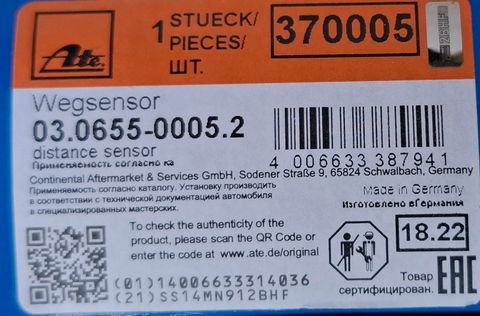 Ate
1 STUECK/
PIECES/
ШТ.
370005
Wegsensor
03.0655-0005.2
distance sensor
Применяемость согласно ка
4 006633 387941
Continental Aftermarket & Services GmbH, Sodener Straße 9, 65824 Schwalbach, Germany
Применяемость согласно каталогу. Установку производить
в соответствии с технической документацией автомобиля
в специализированных мастерских.
Made in Germany
Изготовлено вГермания
To check the authenticity of the
product, please scan the QR Code or
enter the code at www.ate.de/original
18.22
(01)14006633314036
(21)SS14MN912BHF
Товар
сертифицирован.
EAC